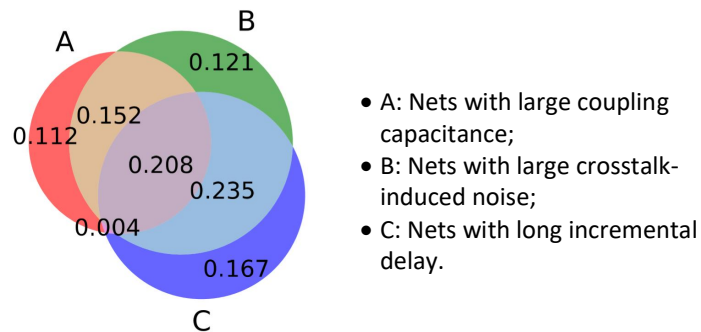 B
A
0.121
0.152
0.112
0.208
0.235
0.004
0.167
C
• A: Nets with large coupling
capacitance;
• B: Nets with large crosstalk-
induced noise;
• C: Nets with long incremental
delay.